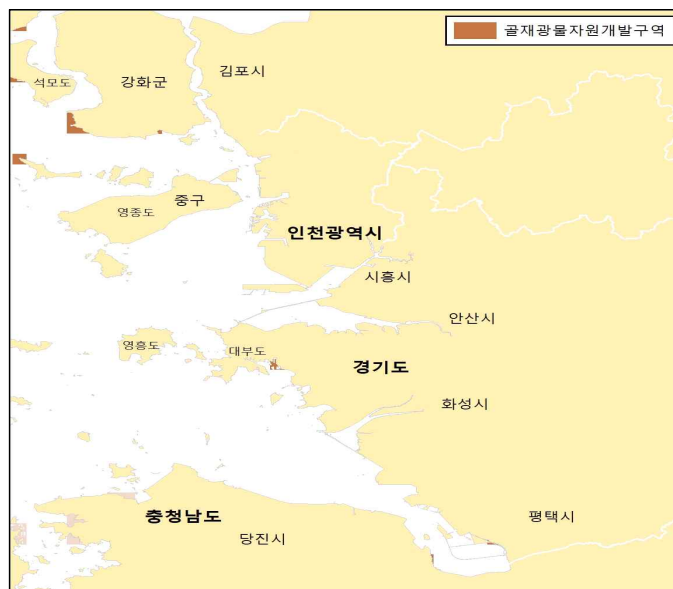 골재광물자원개발구역
석모도
강화군
김포시
중구
영종도
인천광역시
시흥시
안산시
영흥도
대부도
경기도
화성시
충청남도
당진시
평택시